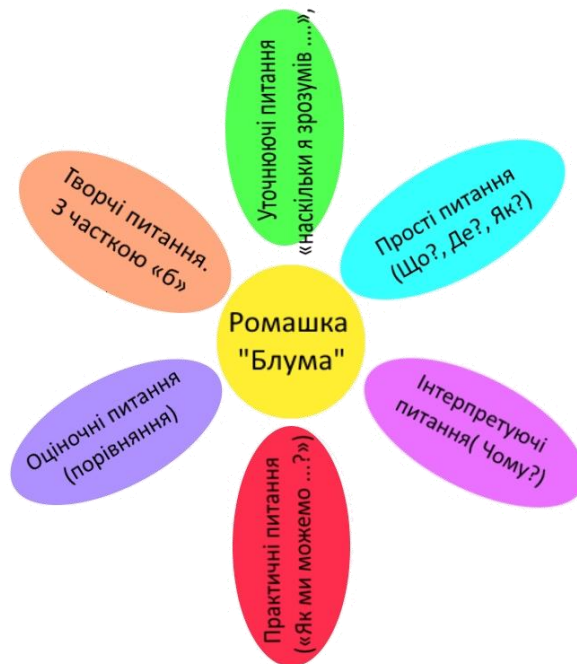 Уточнюючі питання
«наскільки я зрозумів ....»,
Прості питання
(Що?, Де?, Як?)
Інтерпретуючі
питання( Чому?)
Практичні питання
(«Як ми можемо ...?»)
Оціночні питання
(порівняння)
Творчі питання.
З часткою «б»
Ромашка
"Блума"